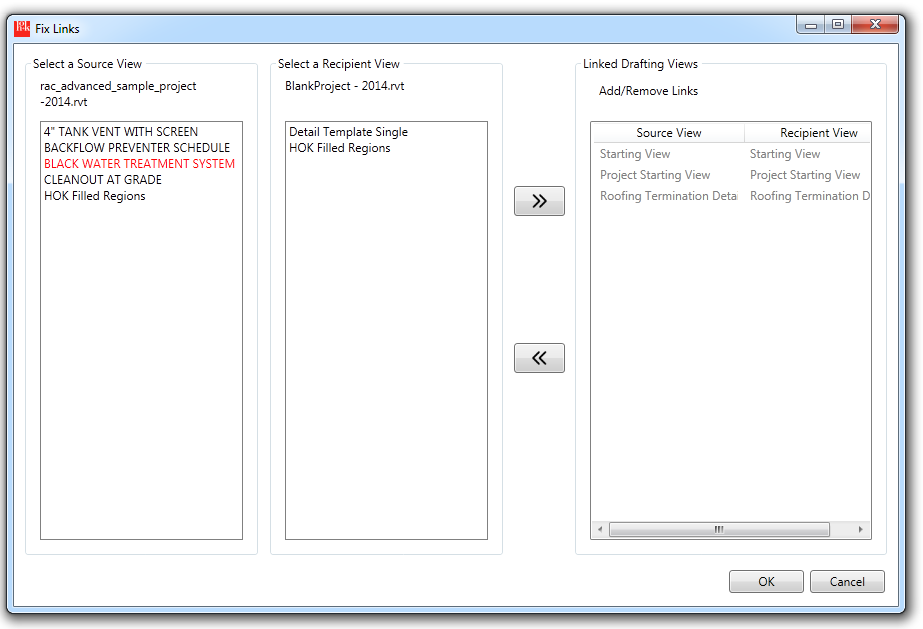 Fix Links
Select a Source View
rac_advanced_sample_project
-2014.rvt
4" TANK VENT WITH SCREEN
BACKFLOW PREVENTER SCHEDULE
BLACK WATER TREATMENT SYSTEM
CLEANOUT AT GRADE
HOK Filled Regions
Select a Recipient View
BlankProject - 2014.rvt
Detail Template Single
HOK Filled Regions
Linked Drafting Views
Add/Remove Links
Source View Recipient View
Starting View Starting View
Project Starting View Project Starting View
Roofing Termination Detai Roofing Termination D
OK Cancel